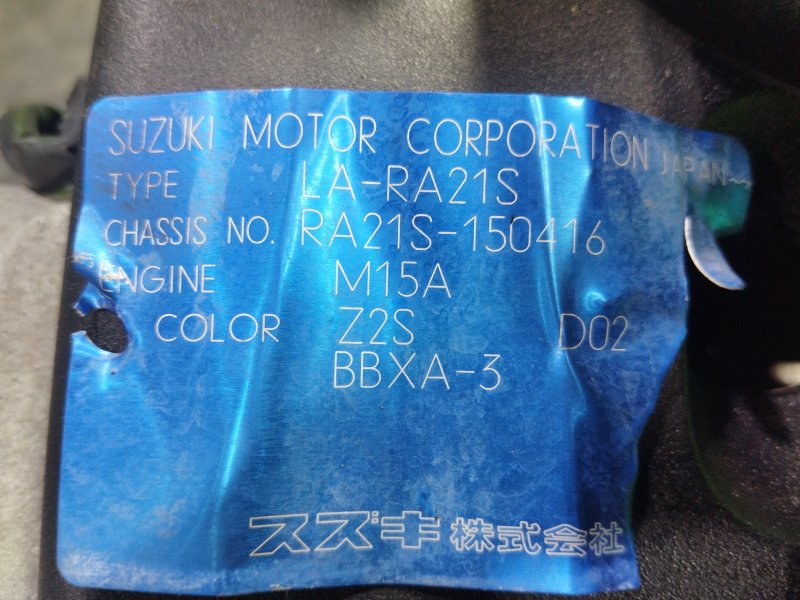 SUZUKI MOTOR CORPORATION JAPAN
TYPE LA-RA21S
CHASSIS NO. RA21S-150416
ENGINE M15A
COLOR Z2S D02
BBXA-3
スズキ株式会社